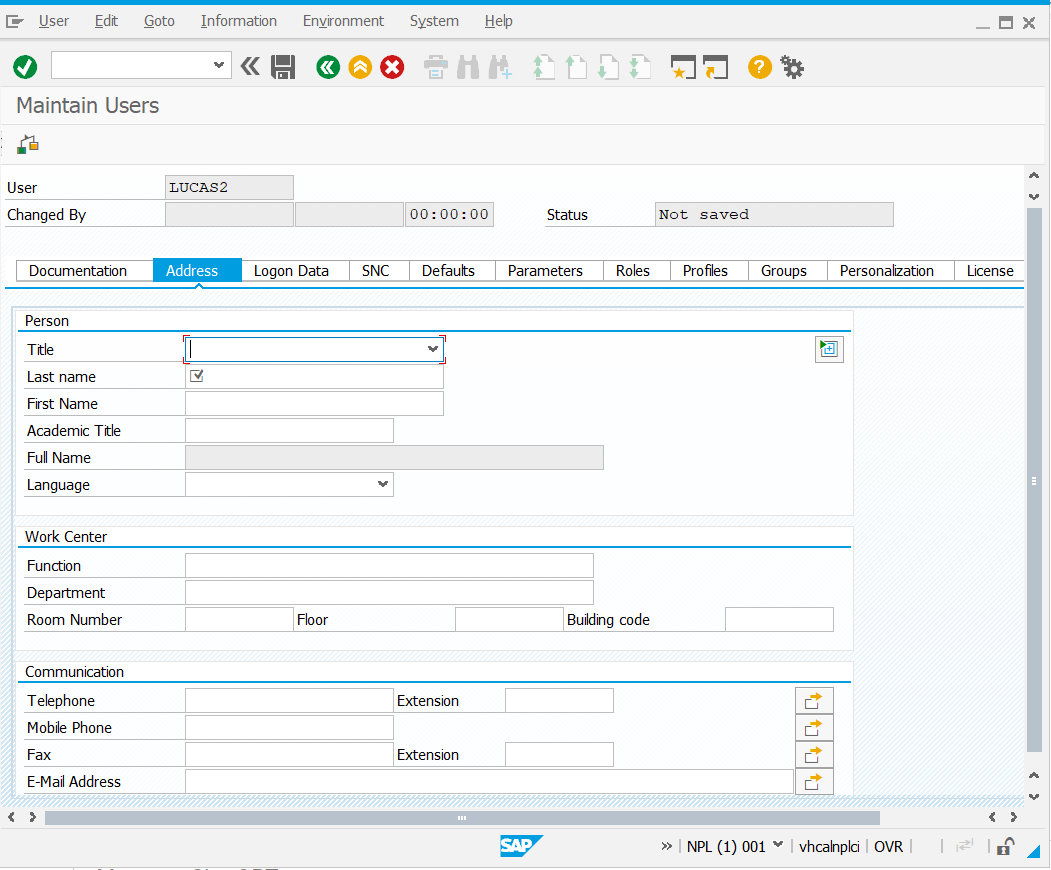 User Edit Goto Information Environment System Help
Maintain Users
User LUCAS2
Changed By 00:00:00 Status Not saved
Documentation Address Logon Data SNC Defaults Parameters Roles Profiles Groups Personalization License
Person
Title
Last name
First Name
Academic Title
Full Name
Language
Work Center
Function
Department
Room Number Floor Building code
Communication
Telephone Extension
Mobile Phone
Fax Extension
E-Mail Address
SAP NPL (1) 001 vhcalnplci OVR